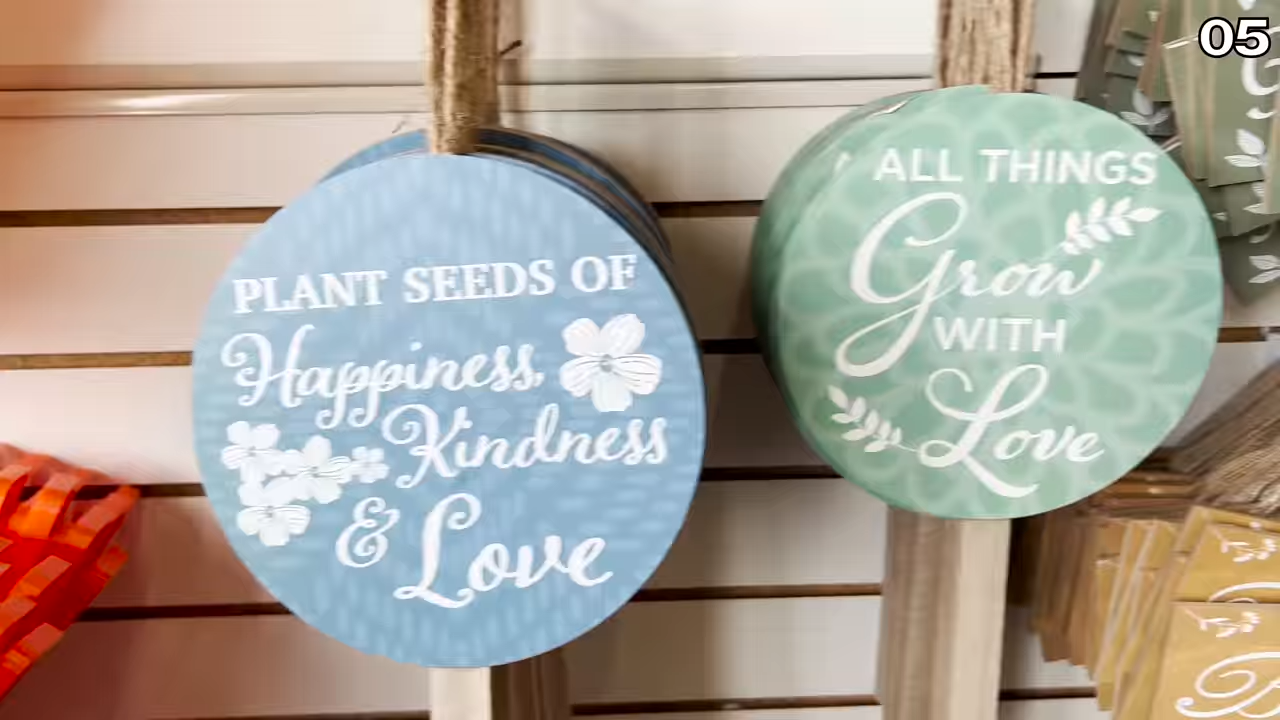 05
PLANT SEEDS OF
Happiness,
Kindness
& Love
ALL THINGS
Grow
WITH
Love